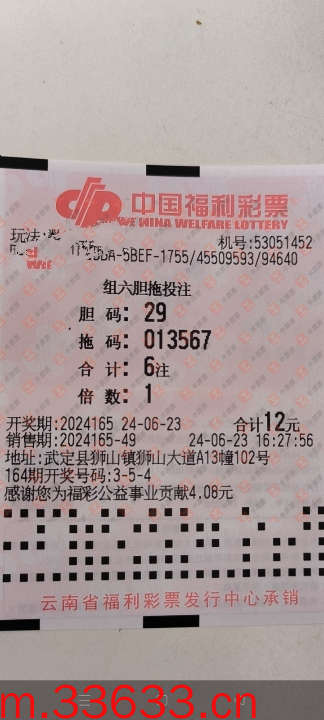 中国福利彩票
CHINA WELFARE LOTTERY
玩法:
机号:53051452
-5BEF-1755/45509593/94640
组六胆拖投注
胆 码: 29
拖 码: 013567
合 计: 6注
倍 数: 1
开奖期:2024165 24-06-23 合计12元
销售期:2024165-49 24-06-23 16:27:56
地址:武定县狮山镇狮山大道A13幢102号
164期开奖号码:3-5-4
感谢您为福彩公益事业贡献4.08元
云南省福利彩票发行中心承销
m.33633.cn